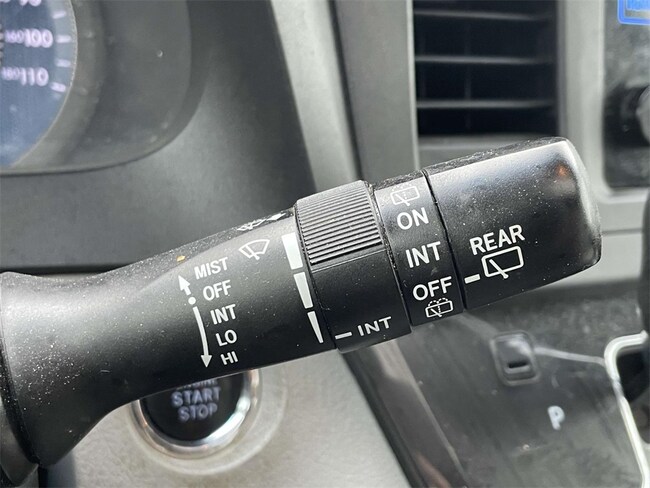 100
110
MIST
OFF
INT
LO
HI
INT
ON
INT
OFF
REAR
START
STOP
P